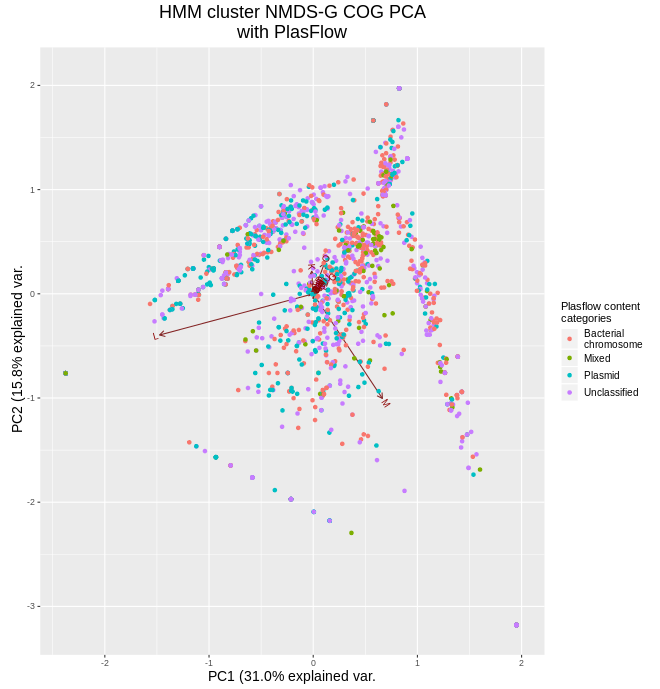 HMM cluster NMDS-G COG PCA
with PlasFlow
PC2 (15.8% explained var.
2
1
0
-1
-2
-3
L
M
K
-2
-1
0
1
2
PC1 (31.0% explained var.
Plasflow content
categories
Bacterial
chromosome
Mixed
Plasmid
Unclassified